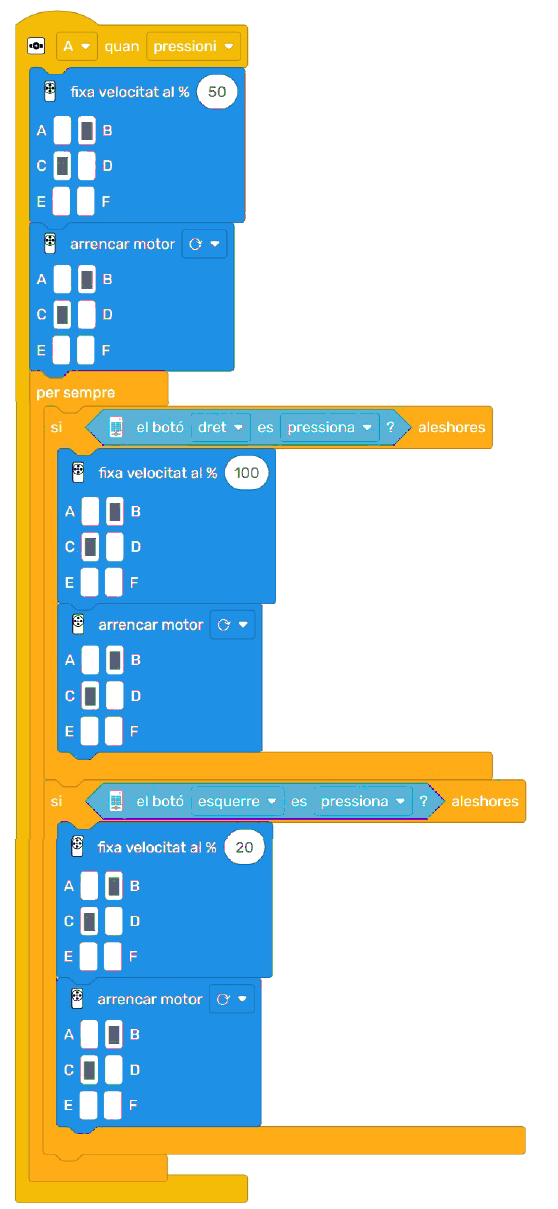 A quan pressioni
fixa velocitat al % 50
A B
C D
E F
arrencar motor
A B
C D
E F
per sempre
si el botó dret es pressiona ? aleshores
fixa velocitat al % 100
A B
C D
E F
arrencar motor
A B
C D
E F
si el botó esquerre es pressiona ? aleshores
fixa velocitat al % 20
A B
C D
E F
arrencar motor
A B
C D
E F